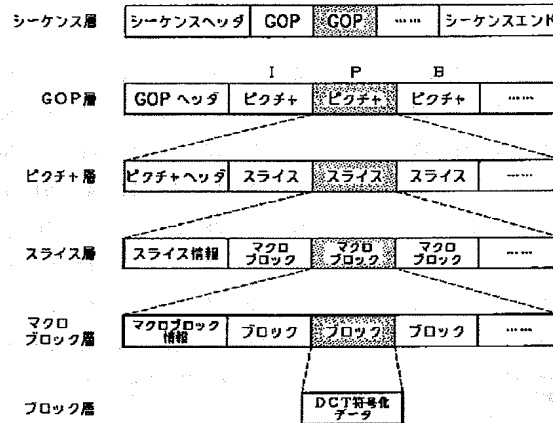 シーケンス層 シーケンスヘッダ GOP GOP …… シーケンスエンド
I P B
GOP層 GOP ヘッダ ピクチャ ピクチャ ピクチャ ……
ピクチャ層 ピクチャヘッダ スライス スライス スライス ……
スライス層 スライス情報 マクロブロック マクロブロック マクロブロック ……
マクロブロック層 マクロブロック情報 ブロック ブロック ブロック ……
ブロック層 DCT符号化データ